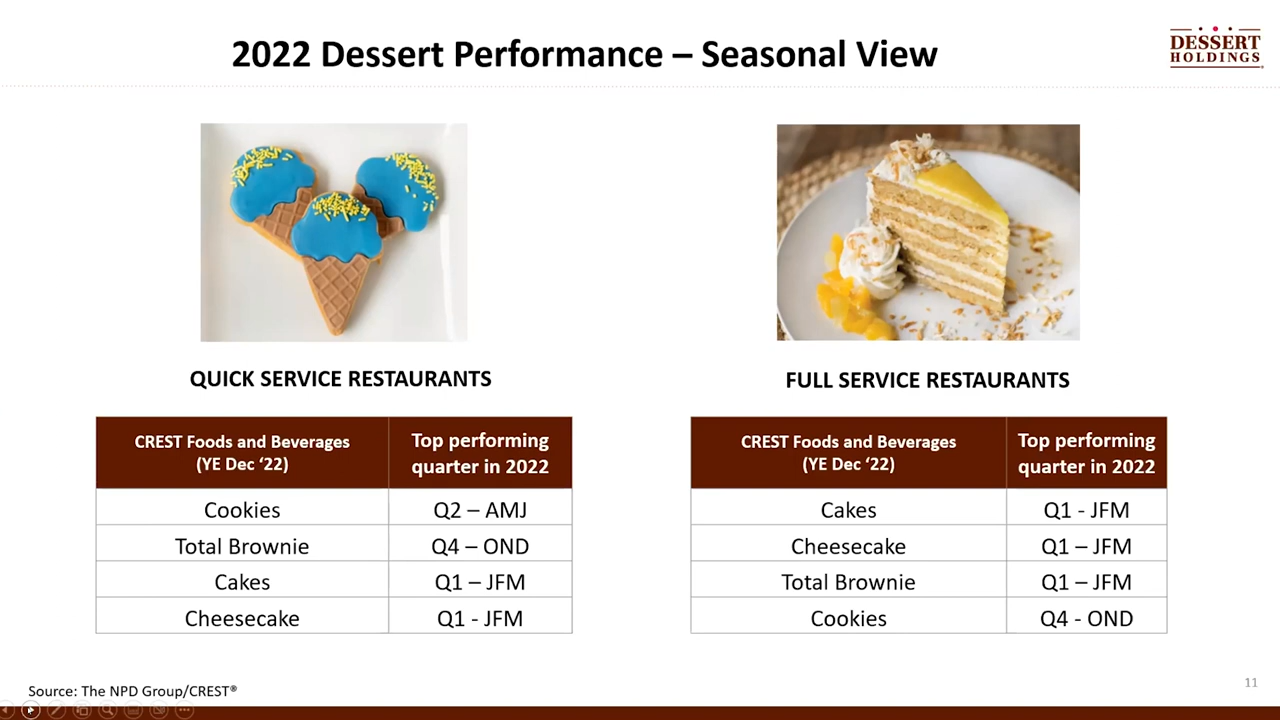 2022 Dessert Performance – Seasonal View
DESSERT
HOLDINGS
QUICK SERVICE RESTAURANTS
CREST Foods and Beverages
(YE Dec ‘22)
Top performing
quarter in 2022
Cookies
Q2 – AMJ
Total Brownie
Q4 – OND
Cakes
Q1 – JFM
Cheesecake
Q1 - JFM
FULL SERVICE RESTAURANTS
CREST Foods and Beverages
(YE Dec ‘22)
Top performing
quarter in 2022
Cakes
Q1 - JFM
Cheesecake
Q1 – JFM
Total Brownie
Q1 – JFM
Cookies
Q4 - OND
Source: The NPD Group/CREST®
11